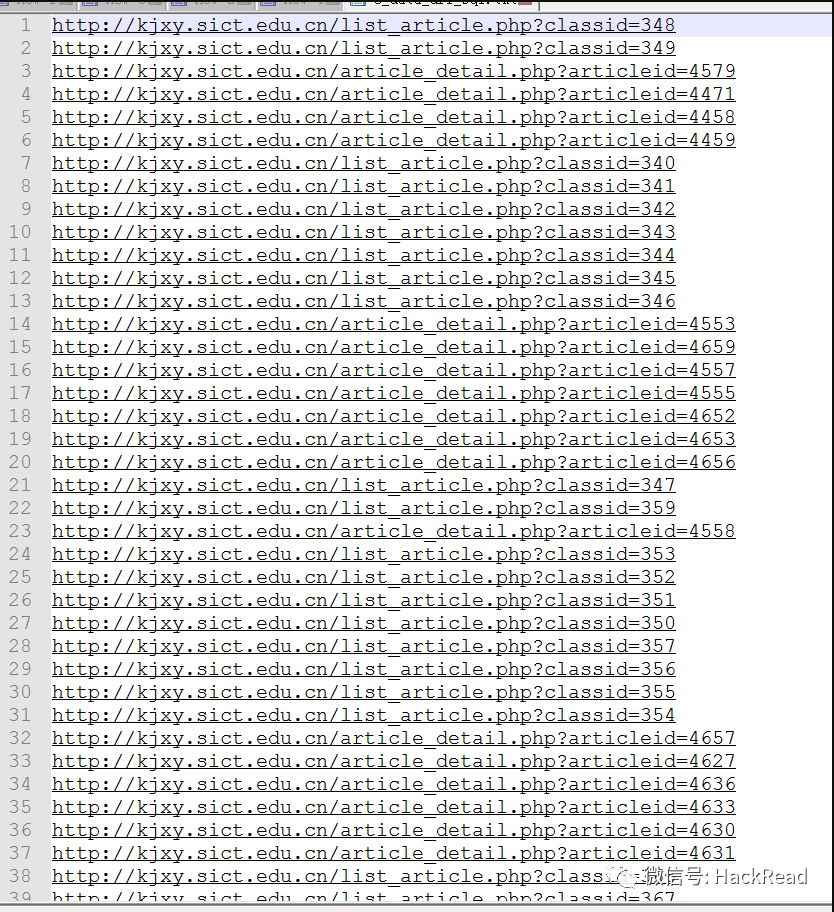 1 http://kjxy.sict.edu.cn/list_article.php?classid=348
2 http://kjxy.sict.edu.cn/list_article.php?classid=349
3 http://kjxy.sict.edu.cn/article_detail.php?articleid=4579
4 http://kjxy.sict.edu.cn/article_detail.php?articleid=4471
5 http://kjxy.sict.edu.cn/article_detail.php?articleid=4458
6 http://kjxy.sict.edu.cn/article_detail.php?articleid=4459
7 http://kjxy.sict.edu.cn/list_article.php?classid=340
8 http://kjxy.sict.edu.cn/list_article.php?classid=341
9 http://kjxy.sict.edu.cn/list_article.php?classid=342
10 http://kjxy.sict.edu.cn/list_article.php?classid=343
11 http://kjxy.sict.edu.cn/list_article.php?classid=344
12 http://kjxy.sict.edu.cn/list_article.php?classid=345
13 http://kjxy.sict.edu.cn/list_article.php?classid=346
14 http://kjxy.sict.edu.cn/article_detail.php?articleid=4553
15 http://kjxy.sict.edu.cn/article_detail.php?articleid=4659
16 http://kjxy.sict.edu.cn/article_detail.php?articleid=4557
17 http://kjxy.sict.edu.cn/article_detail.php?articleid=4555
18 http://kjxy.sict.edu.cn/article_detail.php?articleid=4652
19 http://kjxy.sict.edu.cn/article_detail.php?articleid=4653
20 http://kjxy.sict.edu.cn/article_detail.php?articleid=4656
21 http://kjxy.sict.edu.cn/list_article.php?classid=347
22 http://kjxy.sict.edu.cn/list_article.php?classid=359
23 http://kjxy.sict.edu.cn/article_detail.php?articleid=4558
24 http://kjxy.sict.edu.cn/list_article.php?classid=353
25 http://kjxy.sict.edu.cn/list_article.php?classid=352
26 http://kjxy.sict.edu.cn/list_article.php?classid=351
27 http://kjxy.sict.edu.cn/list_article.php?classid=350
28 http://kjxy.sict.edu.cn/list_article.php?classid=357
29 http://kjxy.sict.edu.cn/list_article.php?classid=356
30 http://kjxy.sict.edu.cn/list_article.php?classid=355
31 http://kjxy.sict.edu.cn/list_article.php?classid=354
32 http://kjxy.sict.edu.cn/article_detail.php?articleid=4657
33 http://kjxy.sict.edu.cn/article_detail.php?articleid=4627
34 http://kjxy.sict.edu.cn/article_detail.php?articleid=4636
35 http://kjxy.sict.edu.cn/article_detail.php?articleid=4633
36 http://kjxy.sict.edu.cn/article_detail.php?articleid=4630
37 http://kjxy.sict.edu.cn/article_detail.php?articleid=4631
38 http://kjxy.sict.edu.cn/list_article.php?classid=
微信号: HackRead
39 http://kjxy.sict.edu.cn/list_article.php?classid=367